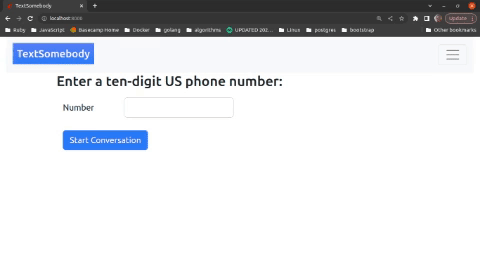 TextSomebody
localhost:3000
Update
Ruby JavaScript Basecamp Home Docker golang algorithms UPDATED 202... Linux postgres bootstrap Other bookmarks
TextSomebody
Enter a ten-digit US phone number:
Number
Start Conversation